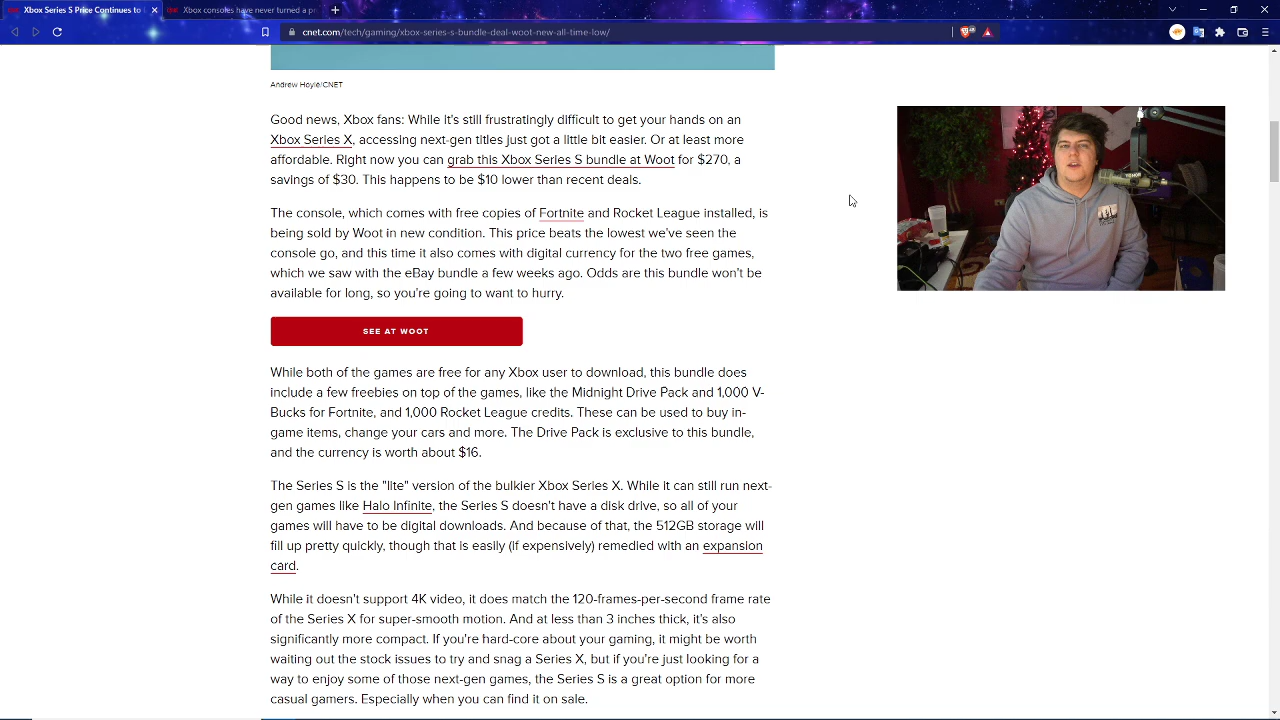 Xbox Series S Price Continues to
Xbox consoles have never turned a p
cnet.com/tech/gaming/xbox-series-s-bundle-deal-woot-new-all-time-low/
Andrew Hoyle/CNET
Good news, Xbox fans: While it's still frustratingly difficult to get your hands on an
Xbox Series X, accessing next-gen titles just got a little bit easier. Or at least more
affordable. Right now you can grab this Xbox Series S bundle at Woot for $270, a
savings of $30. This happens to be $10 lower than recent deals.
The console, which comes with free copies of Fortnite and Rocket League installed, is
being sold by Woot in new condition. This price beats the lowest we've seen the
console go, and this time it also comes with digital currency for the two free games,
which we saw with the eBay bundle a few weeks ago. Odds are this bundle won't be
available for long, so you're going to want to hurry.
SEE AT WOOT
While both of the games are free for any Xbox user to download, this bundle does
include a few freebies on top of the games, like the Midnight Drive Pack and 1,000 V-
Bucks for Fortnite, and 1,000 Rocket League credits. These can be used to buy in-
game items, change your cars and more. The Drive Pack is exclusive to this bundle,
and the currency is worth about $16.
The Series S is the "lite" version of the bulkier Xbox Series X. While it can still run next-
gen games like Halo Infinite, the Series S doesn't have a disk drive, so all of your
games will have to be digital downloads. And because of that, the 512GB storage will
fill up pretty quickly, though that is easily (if expensively) remedied with an expansion
card.
While it doesn't support 4K video, it does match the 120-frames-per-second frame rate
of the Series X for super-smooth motion. And at less than 3 inches thick, it's also
significantly more compact. If you're hard-core about your gaming, it might be worth
waiting out the stock issues to try and snag a Series X, but if you're just looking for a
way to enjoy some of those next-gen games, the Series S is a great option for more
casual gamers. Especially when you can find it on sale.